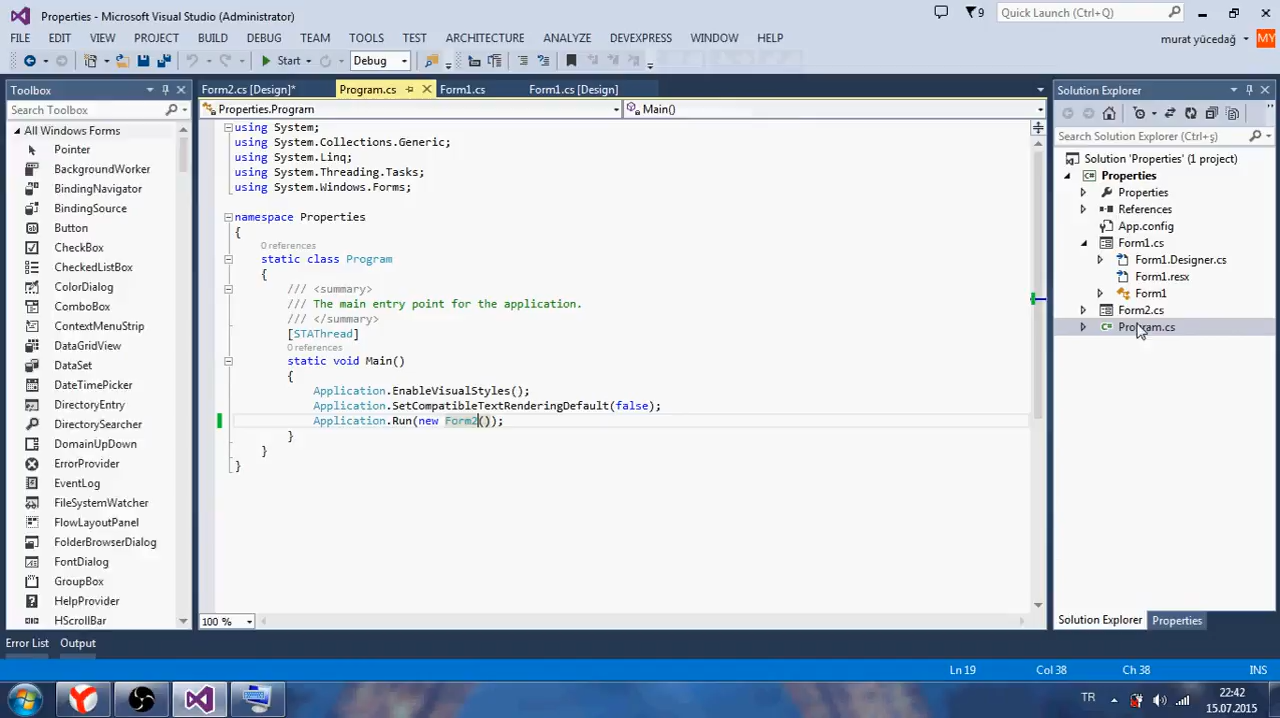 Properties - Microsoft Visual Studio (Administrator)
9
Quick Launch (Ctrl+Q)
FILE EDIT VIEW PROJECT BUILD DEBUG TEAM TOOLS TEST ARCHITECTURE ANALYZE DEVEXPRESS WINDOW HELP
murat yücedağ MY
Start Debug
Toolbox
Form2.cs [Design]* Program.cs Form1.cs Form1.cs [Design]
Solution Explorer
Search Toolbox
Properties.Program Main()
Search Solution Explorer (Ctrl+ş)
All Windows Forms
Pointer
BackgroundWorker
BindingNavigator
BindingSource
Button
CheckBox
CheckedListBox
ColorDialog
ComboBox
ContextMenuStrip
DataGridView
DataSet
DateTimePicker
DirectoryEntry
DirectorySearcher
DomainUpDown
ErrorProvider
EventLog
FileSystemWatcher
FlowLayoutPanel
FolderBrowserDialog
FontDialog
GroupBox
HelpProvider
HScrollBar
using System;
using System.Collections.Generic;
using System.Linq;
using System.Threading.Tasks;
using System.Windows.Forms;
namespace Properties
{
0 references
static class Program
{
/// <summary>
/// The main entry point for the application.
/// </summary>
[STAThread]
0 references
static void Main()
{
Application.EnableVisualStyles();
Application.SetCompatibleTextRenderingDefault(false);
Application.Run(new Form2());
}
}
}
100 %
Solution 'Properties' (1 project)
Properties
Properties
References
App.config
Form1.cs
Form1.Designer.cs
Form1.resx
Form1
Form2.cs
Program.cs
Solution Explorer Properties
Error List Output
Ln 19 Col 38 Ch 38 INS
TR
22:42
15.07.2015